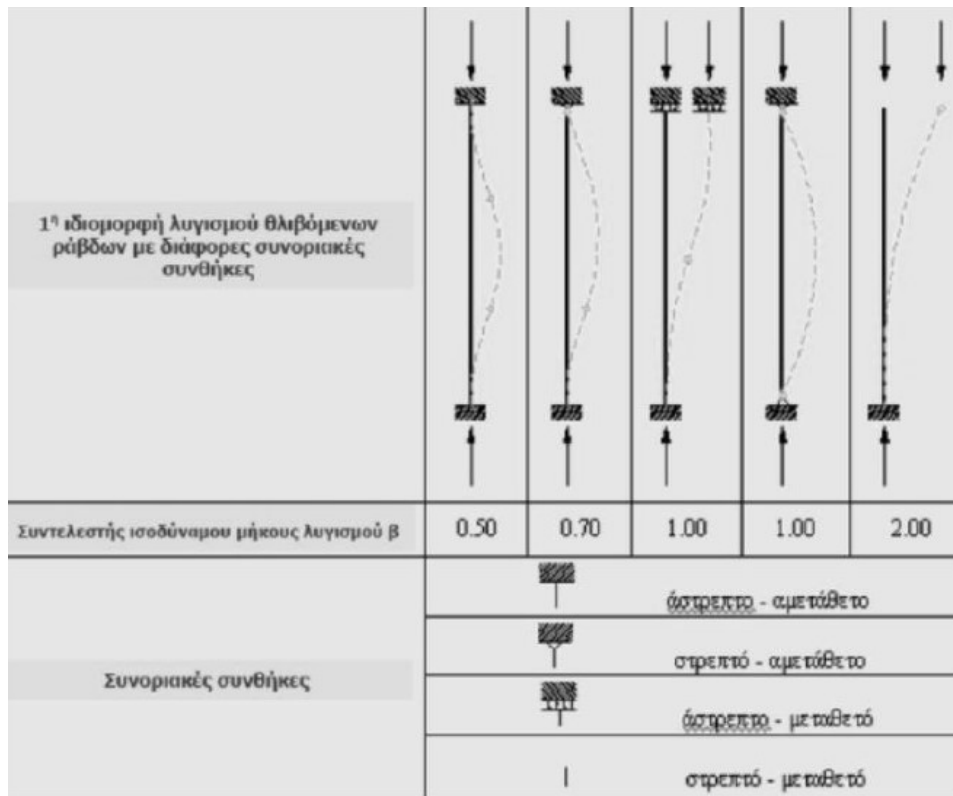 1η ιδιομορφή λυγισμού θλιβόμενων
ράβδων με διάφορες συνοριακές
συνθήκες
Συντελεστής ισοδύναμου μήκους λυγισμού β
0.50 0.70 1.00 1.00 2.00
Συνοριακές συνθήκες
άστρεπτο - αμετάθετο
στρεπτό - αμετάθετο
άστρεπτο - μεταθετό
στρεπτό - μεταθετό